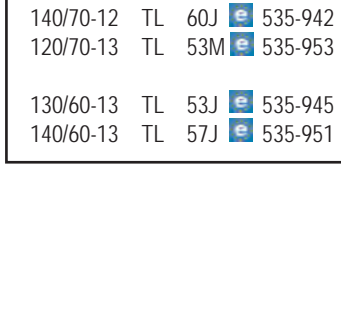 140/70-12 TL 60J e 535-942
120/70-13 TL 53M e 535-953
130/60-13 TL 53J e 535-945
140/60-13 TL 57J e 535-951